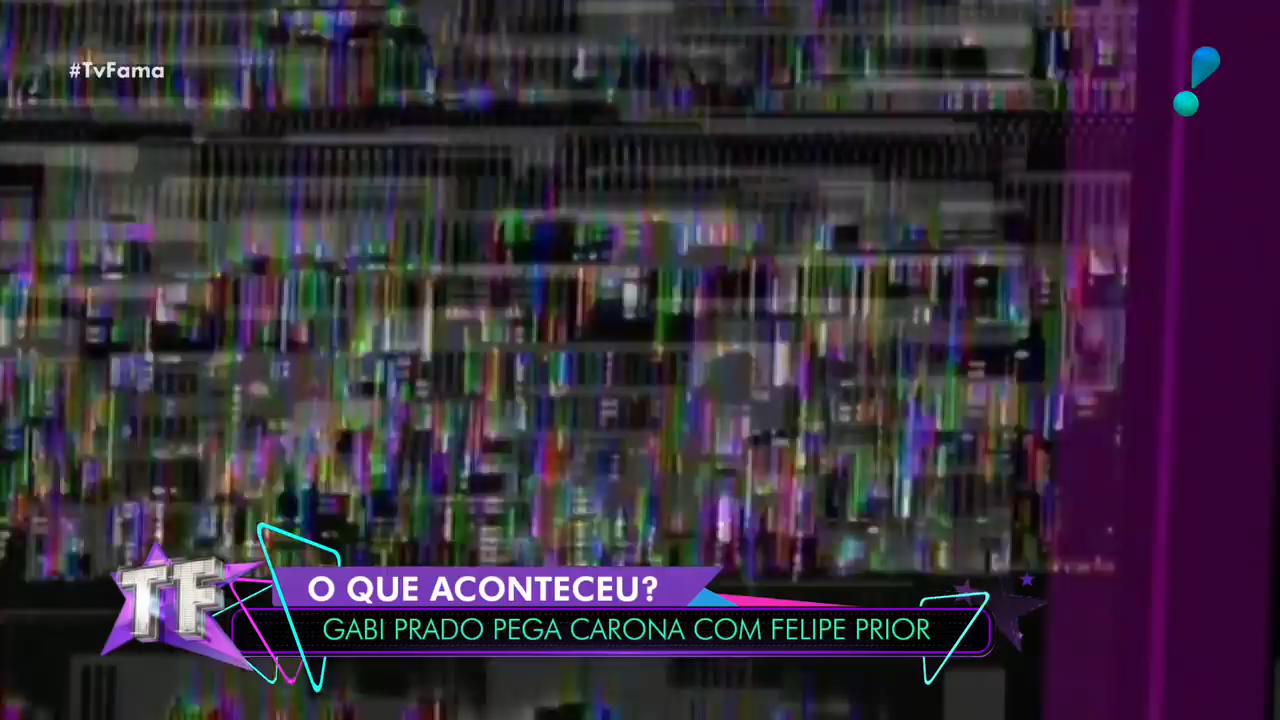 #TvFama
TF
O QUE ACONTECEU?
GABI PRADO PEGA CARONA COM FELIPE PRIOR